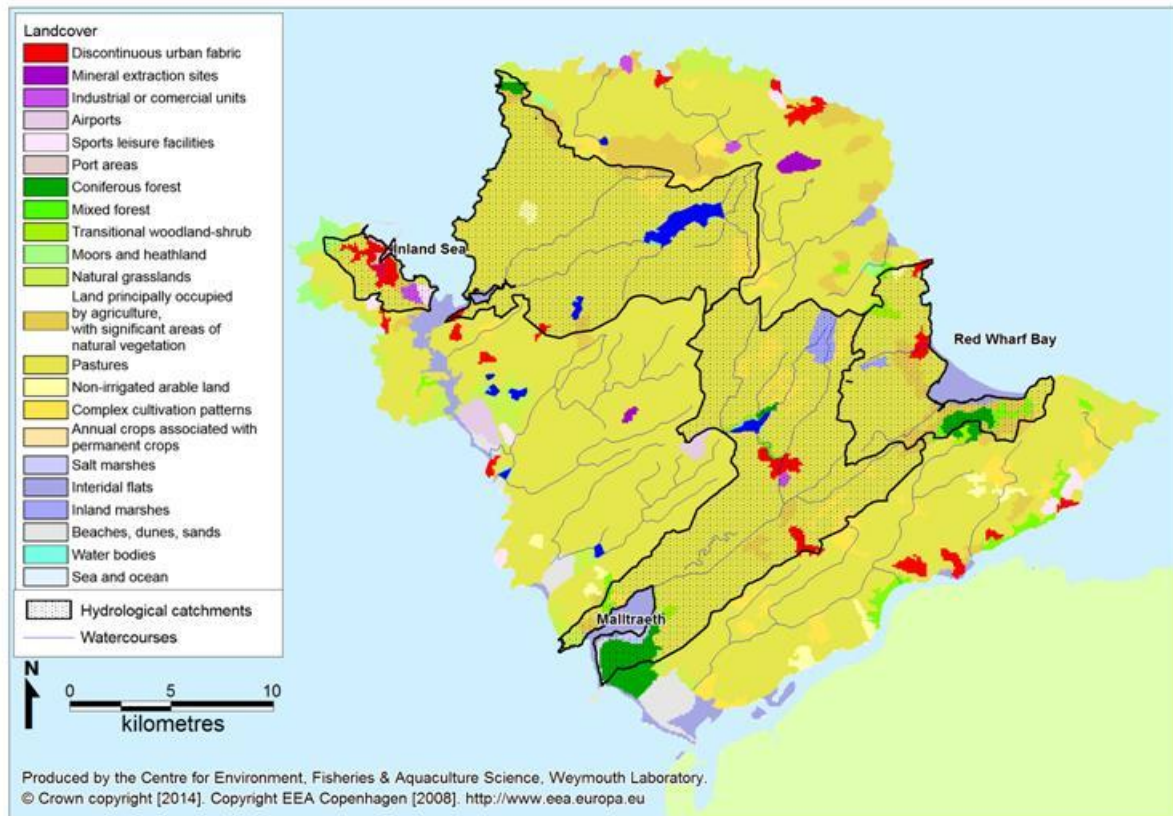 Landcover
Discontinuous urban fabric
Mineral extraction sites
Industrial or comercial units
Airports
Sports leisure facilities
Port areas
Coniferous forest
Mixed forest
Transitional woodland-shrub
Moors and heathland
Natural grasslands
Land principally occupied
by agriculture,
with significant areas of
natural vegetation
Pastures
Non-irrigated arable land
Complex cultivation patterns
Annual crops associated with
permanent crops
Salt marshes
Interidal flats
Inland marshes
Beaches, dunes, sands
Water bodies
Sea and ocean
Hydrological catchments
Watercourses
N
0 5 10
kilometres
Inland Sea
Red Wharf Bay
Malltraeth
Produced by the Centre for Environment, Fisheries & Aquaculture Science, Weymouth Laboratory.
© Crown copyright [2014]. Copyright EEA Copenhagen [2008]. http://www.eea.europa.eu